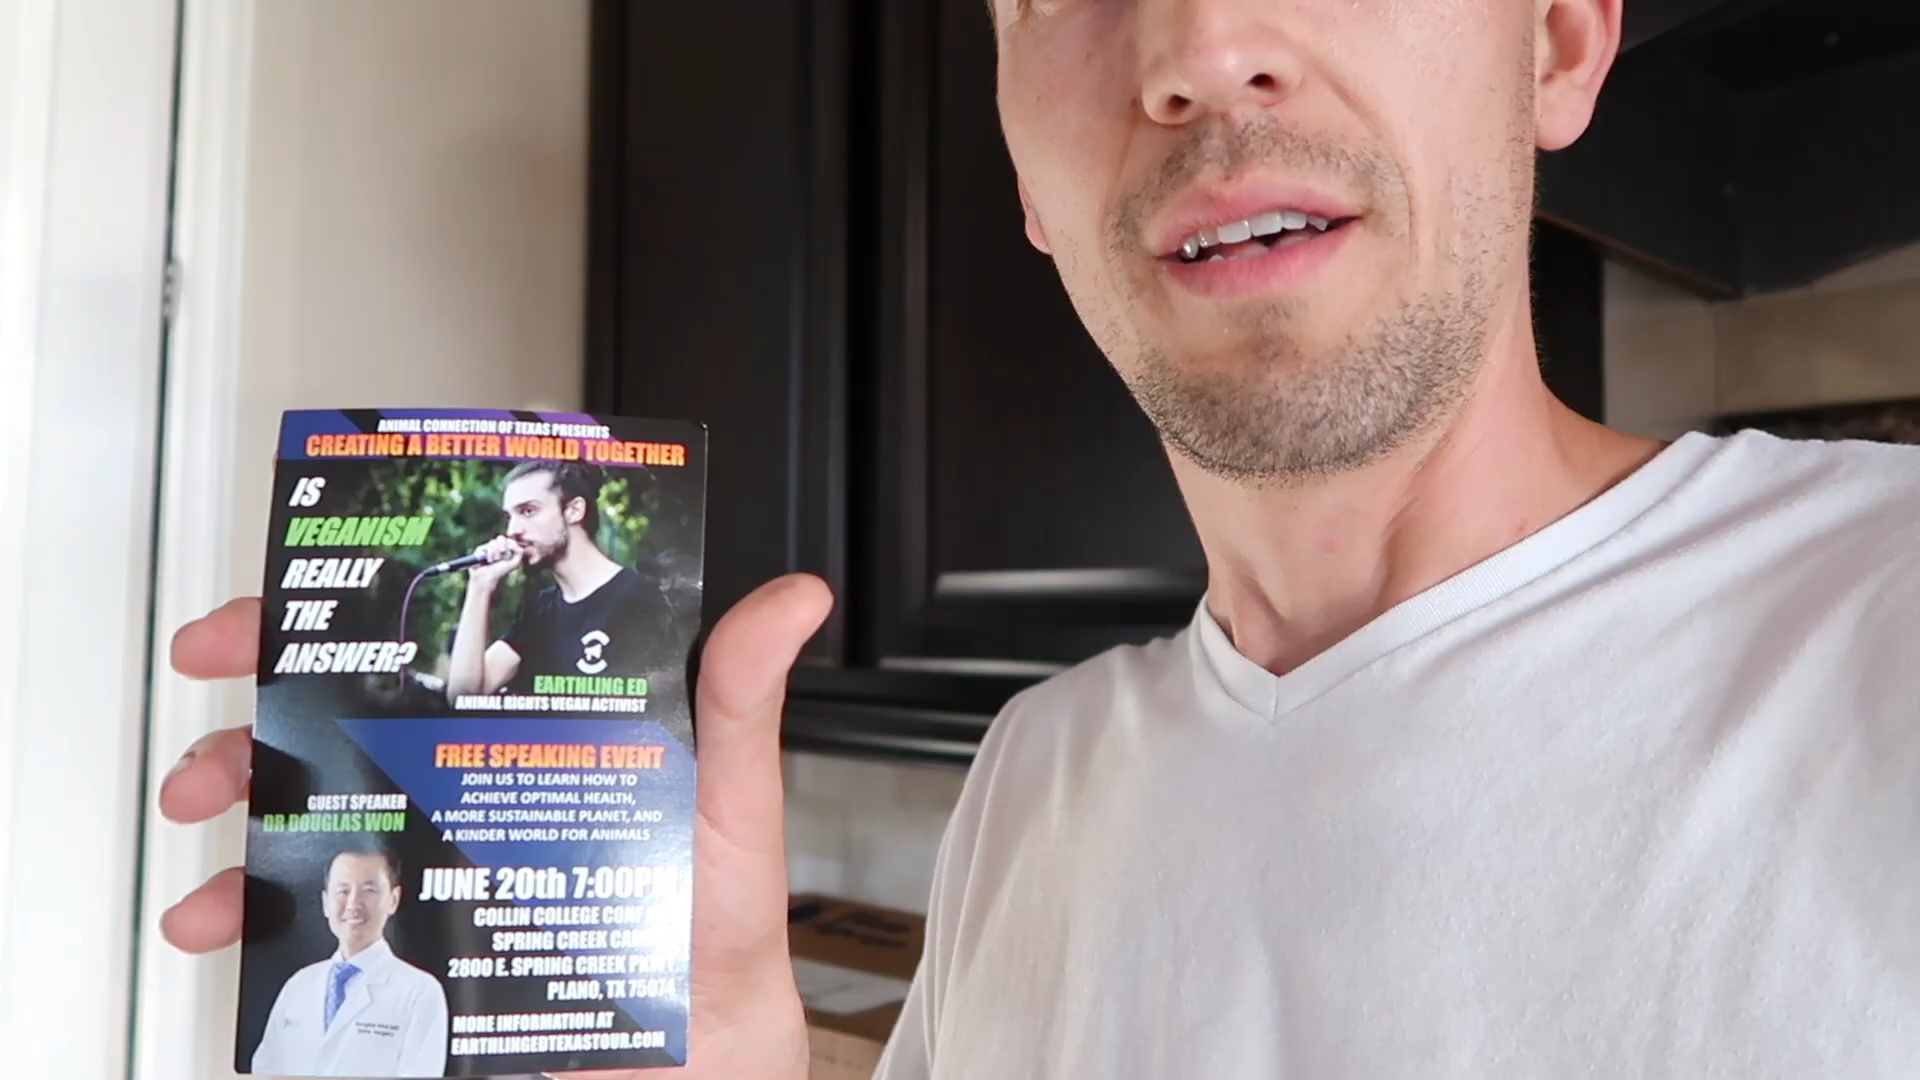 ANIMAL CONNECTION OF TEXAS PRESENTS
CREATING A BETTER WORLD TOGETHER
IS
VEGANISM
REALLY
THE
ANSWER?
EARTHLING ED
ANIMAL RIGHTS VEGAN ACTIVIST
FREE SPEAKING EVENT
JOIN US TO LEARN HOW TO
ACHIEVE OPTIMAL HEALTH,
A MORE SUSTAINABLE PLANET, AND
A KINDER WORLD FOR ANIMALS
GUEST SPEAKER
DR DOUGLAS WON
JUNE 20th 7:00PM
COLLIN COLLEGE
SPRING CREEK
2800 E. SPRING CREEK PKWY
PLANO, TX 75074
MORE INFORMATION AT
EARTHLINGEDTEXASTOUR.COM